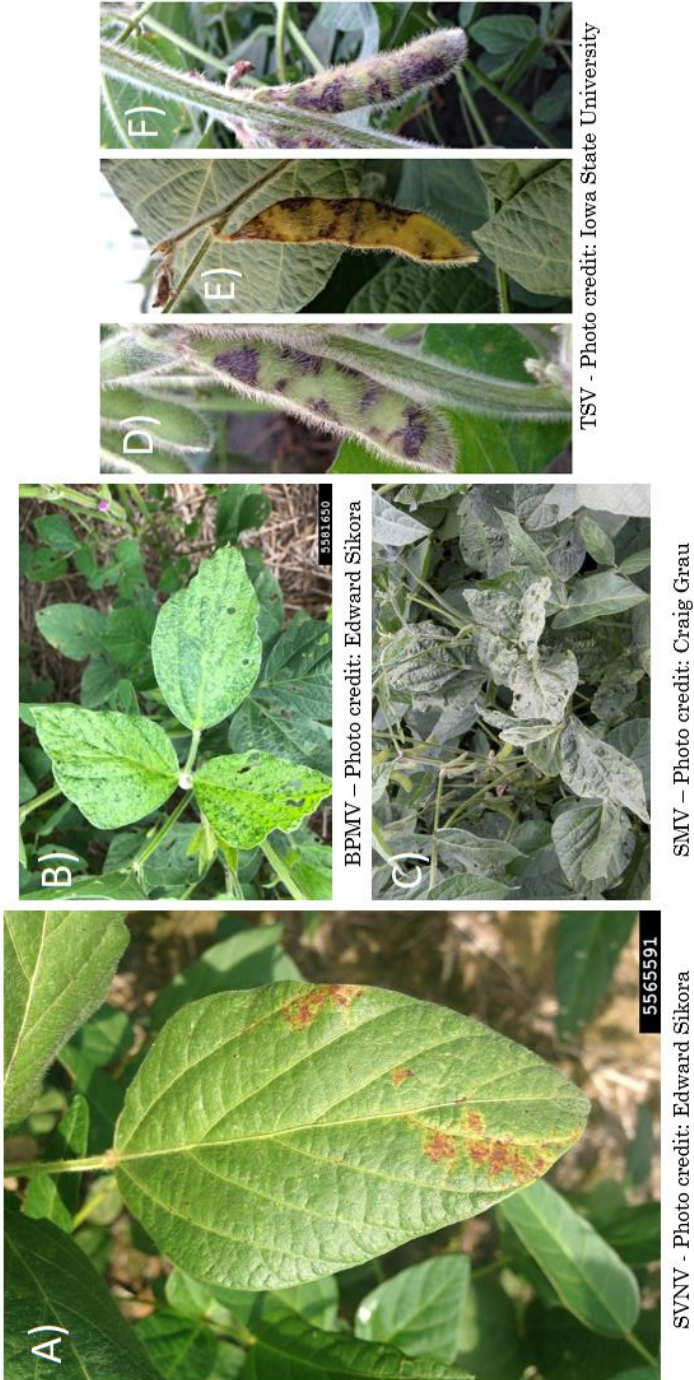 A)
5565591
SVNV - Photo credit: Edward Sikora
B)
5581650
BPMV – Photo credit: Edward Sikora
C)
SMV – Photo credit: Craig Grau
D)
E)
F)
TSV - Photo credit: Iowa State University